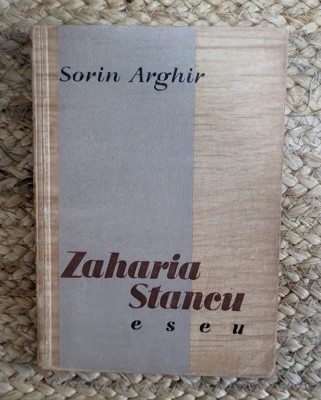 Sorin Arghir
Zaharia
Stancu
eseu